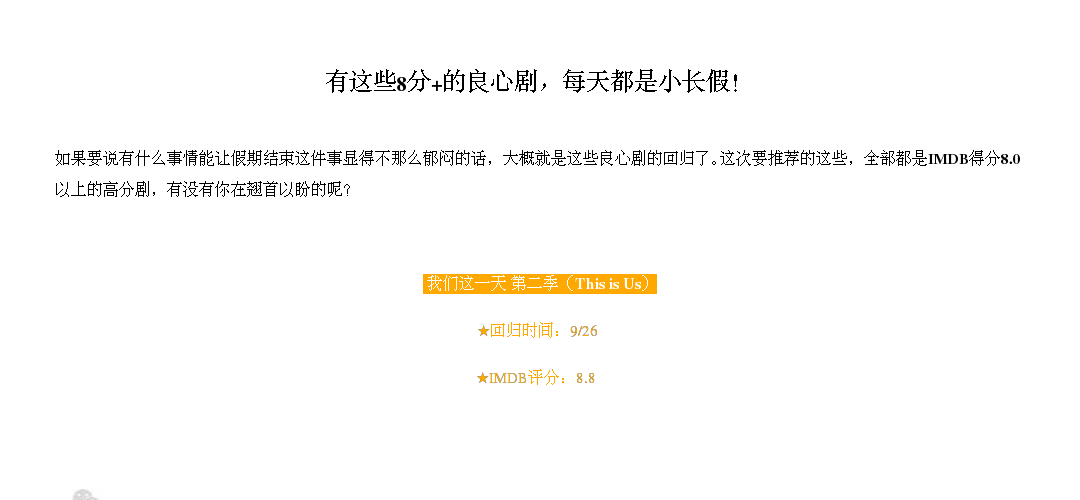 有这些8分+的良心剧，每天都是小长假！
如果要说有什么事情能让假期结束这件事显得不那么郁闷的话，大概就是这些良心剧的回归了。这次要推荐的这些，全部都是IMDB得分8.0
以上的高分剧，有没有你在翘首以盼的呢？
我们这一天 第二季（This is Us）
★回归时间：9/26
★IMDB评分：8.8